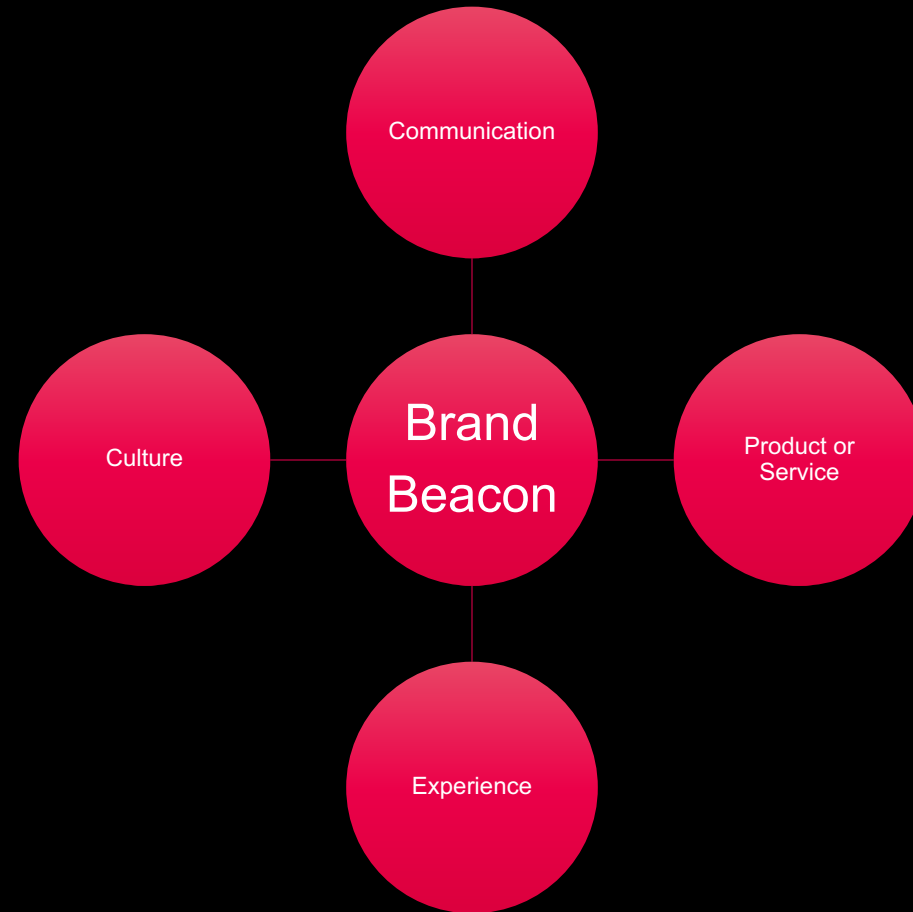 Communication
Culture
Brand
Beacon
Product or
Service
Experience